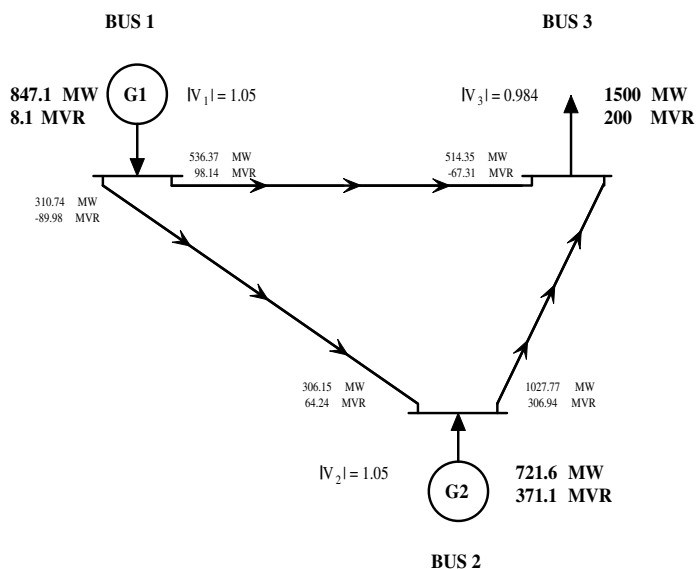 BUS 1
BUS 3
847.1 MW
8.1 MVR
G1
|V1| = 1.05
|V3| = 0.984
1500 MW
200 MVR
536.37 MW
98.14 MVR
514.35 MW
-67.31 MVR
310.74 MW
-89.98 MVR
306.15 MW
64.24 MVR
1027.77 MW
306.94 MVR
|V2| = 1.05
G2
721.6 MW
371.1 MVR
BUS 2